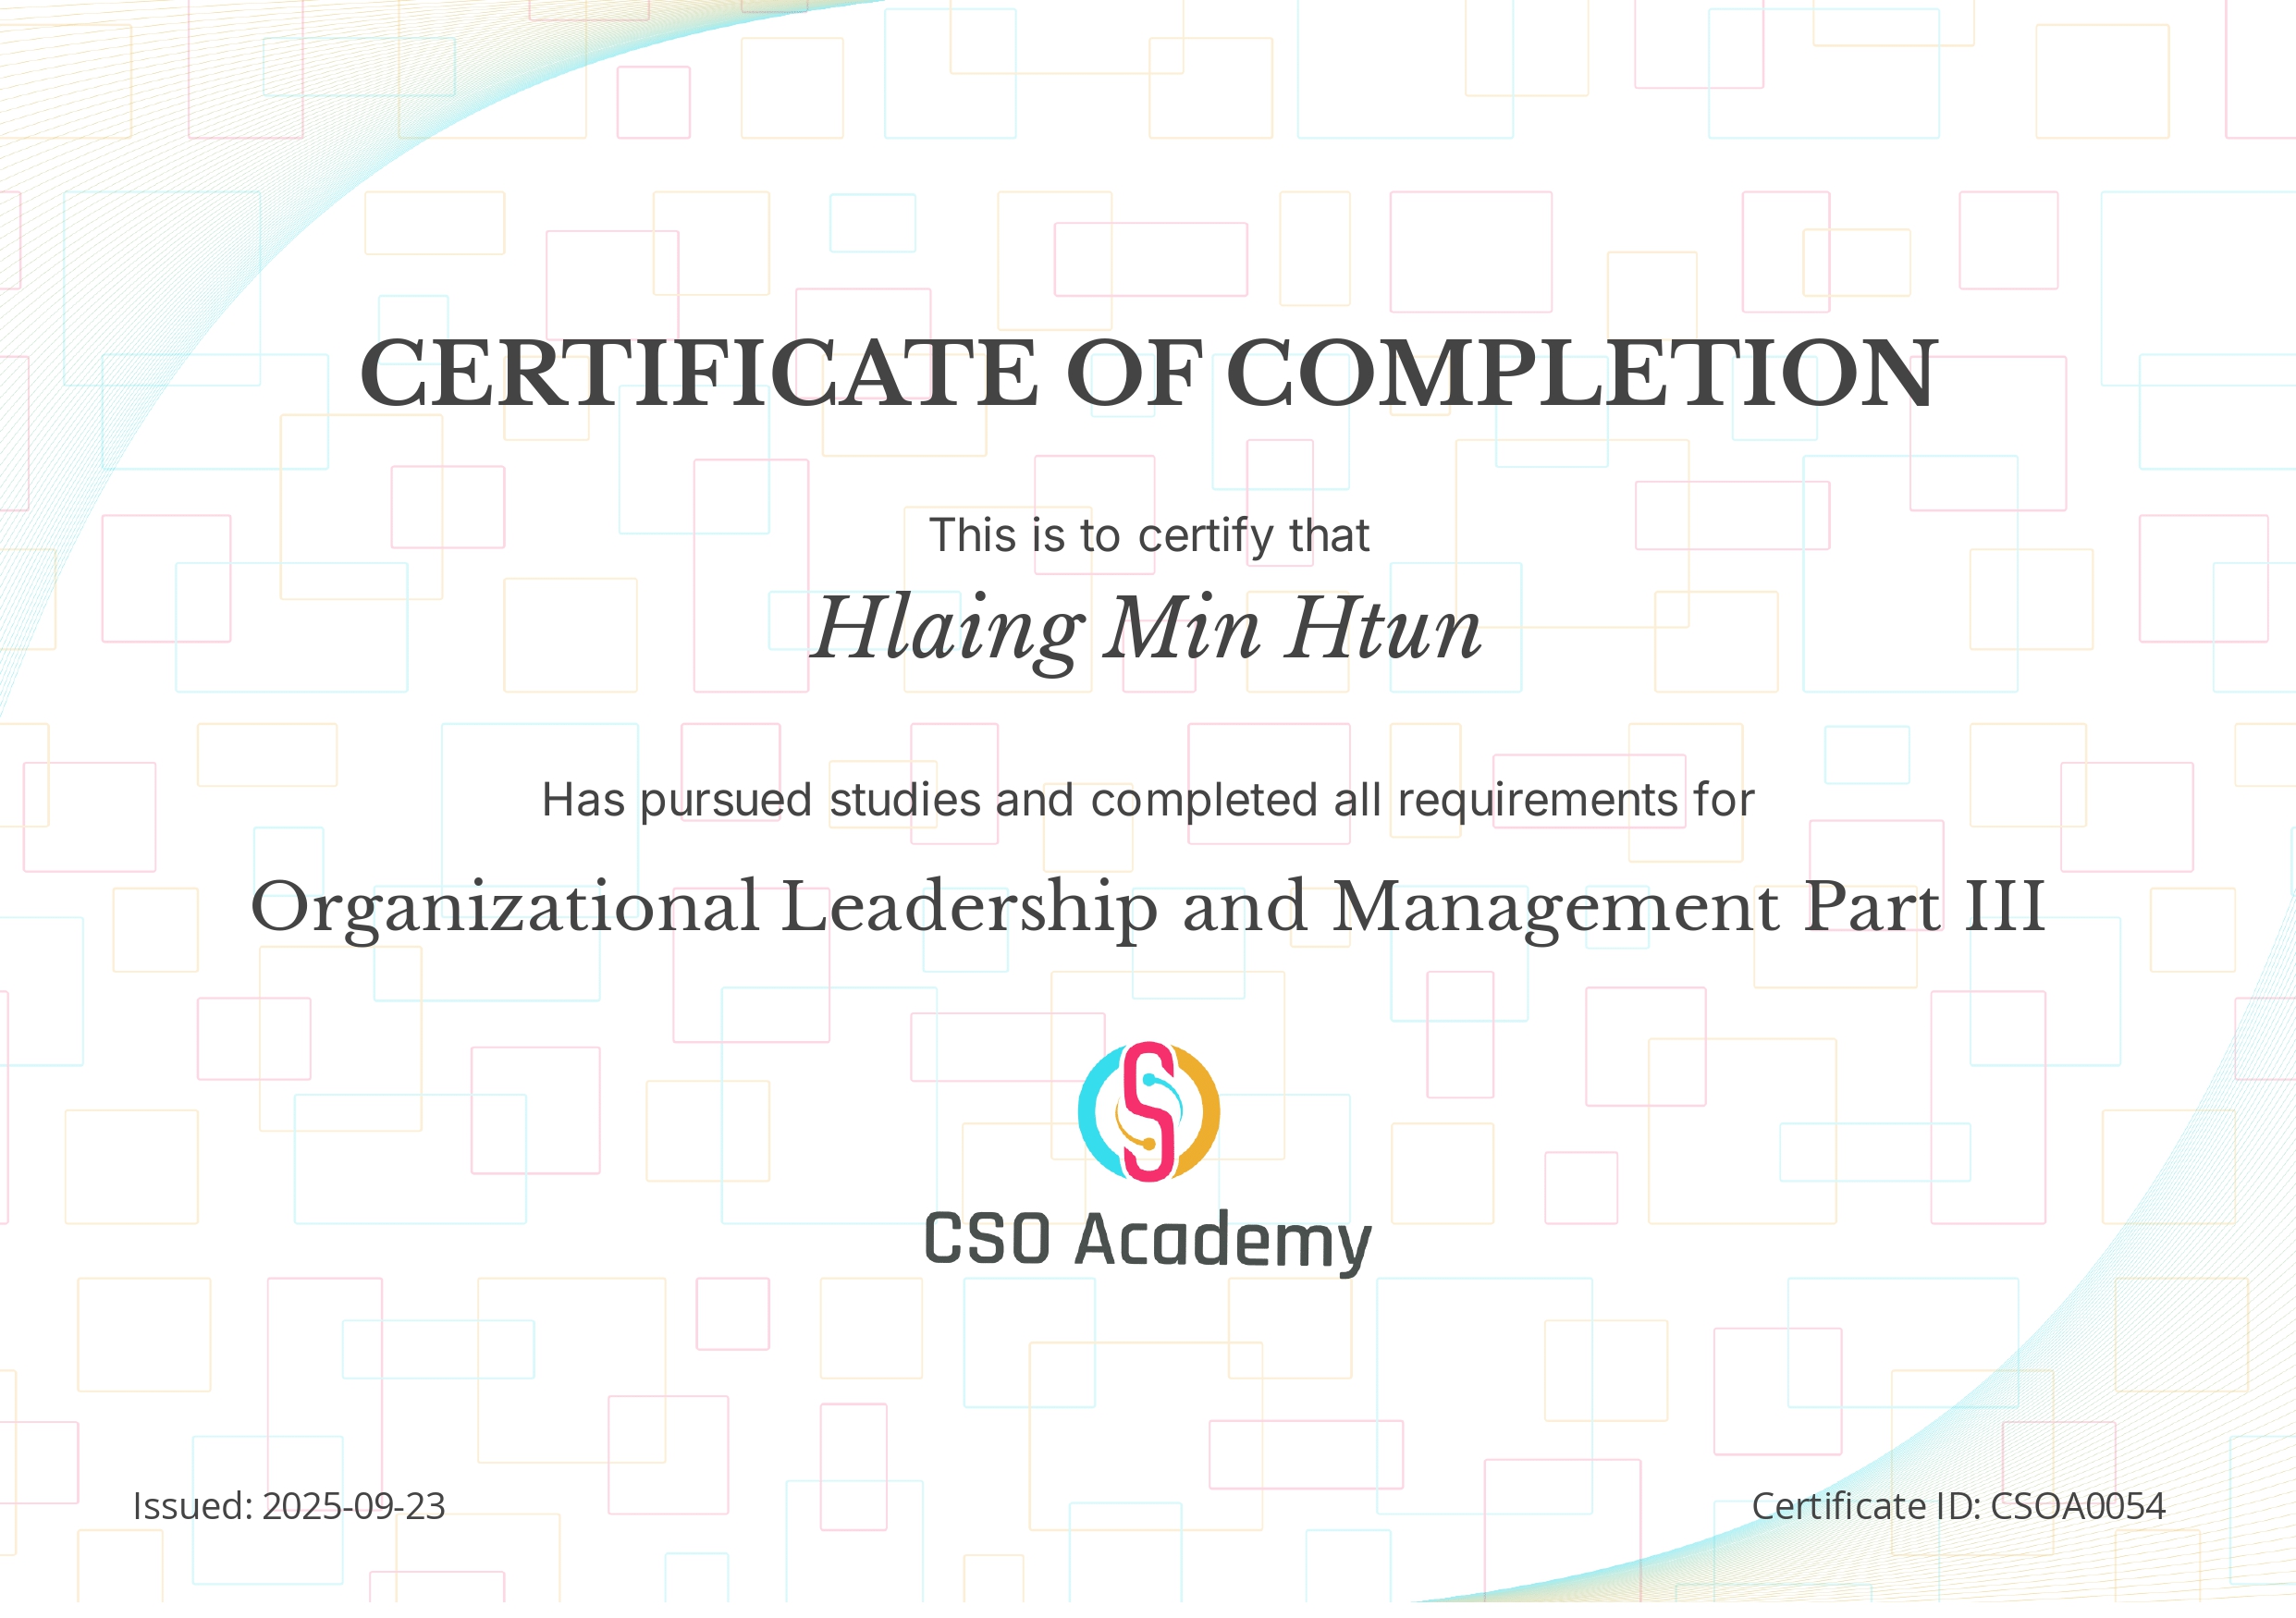 CERTIFICATE OF COMPLETION
This is to certify that
Hlaing Min Htun
Has pursued studies and completed all requirements for
Organizational Leadership and Management Part III
CSO Academy
Issued: 2025-09-23
Certificate ID: CSOA0054